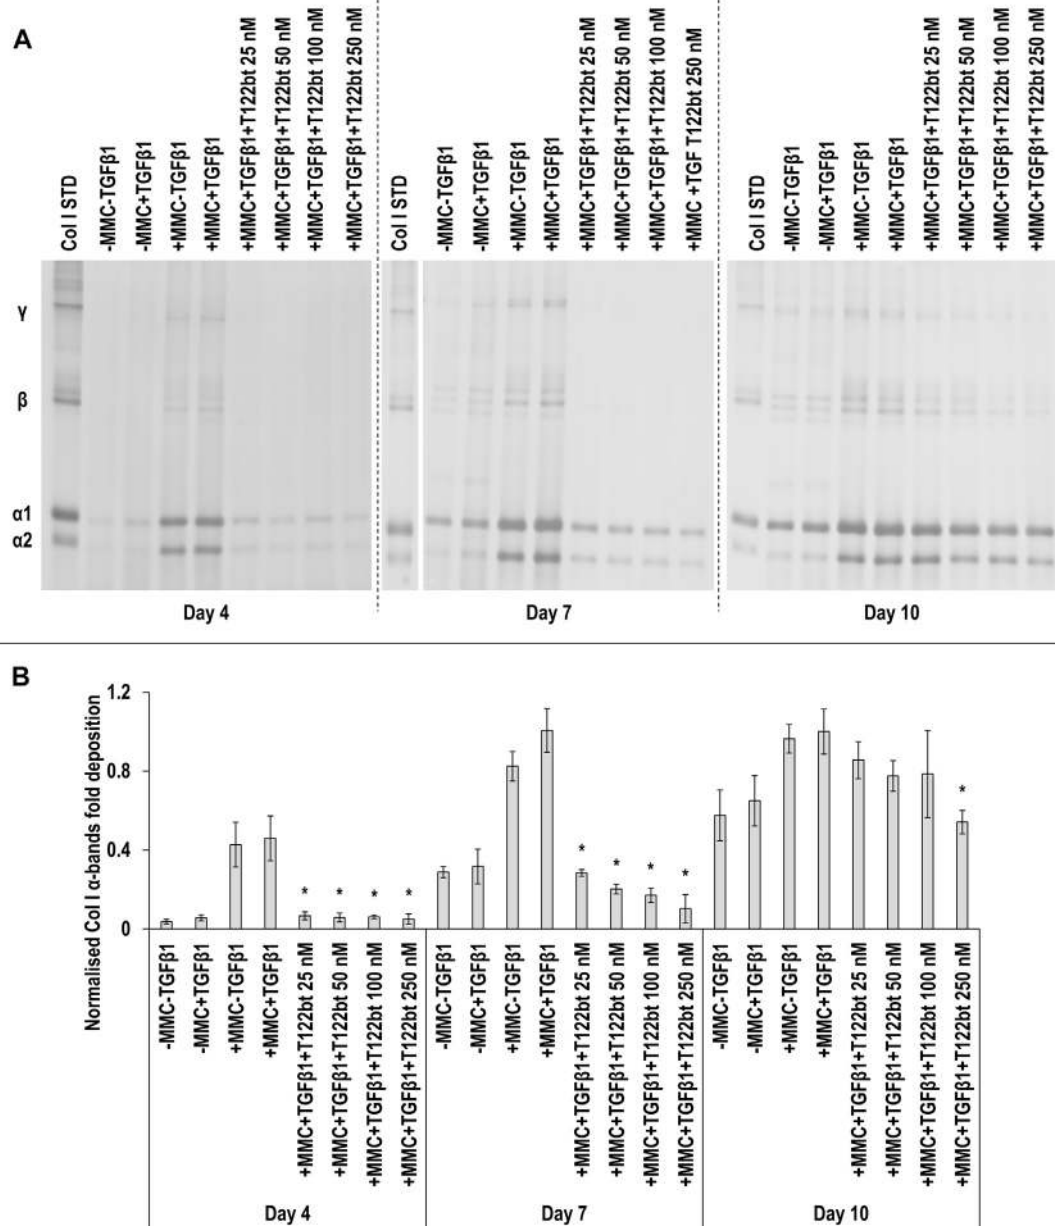 A
Col I STD
-MMC-TGFβ1
-MMC+TGFβ1
+MMC-TGFβ1
+MMC+TGFβ1
+MMC+TGFβ1+T122bt 25 nM
+MMC+TGFβ1+T122bt 50 nM
+MMC+TGFβ1+T122bt 100 nM
+MMC+TGFβ1+T122bt 250 nM
Col I STD
-MMC-TGFβ1
-MMC+TGFβ1
+MMC-TGFβ1
+MMC+TGFβ1
+MMC+TGFβ1+T122bt 25 nM
+MMC+TGFβ1+T122bt 50 nM
+MMC+TGFβ1+T122bt 100 nM
+MMC +TGF T122bt 250 nM
Col I STD
-MMC-TGFβ1
-MMC+TGFβ1
+MMC-TGFβ1
+MMC+TGFβ1
+MMC+TGFβ1+T122bt 25 nM
+MMC+TGFβ1+T122bt 50 nM
+MMC+TGFβ1+T122bt 100 nM
+MMC+TGFβ1+T122bt 250 nM
γ
β
α1
α2
Day 4
Day 7
Day 10
B
Normalised Col I α-bands fold deposition
1.2
0.8
0.4
0
* * * *
* * * *
*
-MMC-TGFβ1
-MMC+TGFβ1
+MMC-TGFβ1
+MMC+TGFβ1
+MMC+TGFβ1+T122bt 25 nM
+MMC+TGFβ1+T122bt 50 nM
+MMC+TGFβ1+T122bt 100 nM
+MMC+TGFβ1+T122bt 250 nM
-MMC-TGFβ1
-MMC+TGFβ1
+MMC-TGFβ1
+MMC+TGFβ1
+MMC+TGFβ1+T122bt 25 nM
+MMC+TGFβ1+T122bt 50 nM
+MMC+TGFβ1+T122bt 100 nM
+MMC+TGFβ1+T122bt 250 nM
-MMC-TGFβ1
-MMC+TGFβ1
+MMC-TGFβ1
+MMC+TGFβ1
+MMC+TGFβ1+T122bt 25 nM
+MMC+TGFβ1+T122bt 50 nM
+MMC+TGFβ1+T122bt 100 nM
+MMC+TGFβ1+T122bt 250 nM
Day 4
Day 7
Day 10